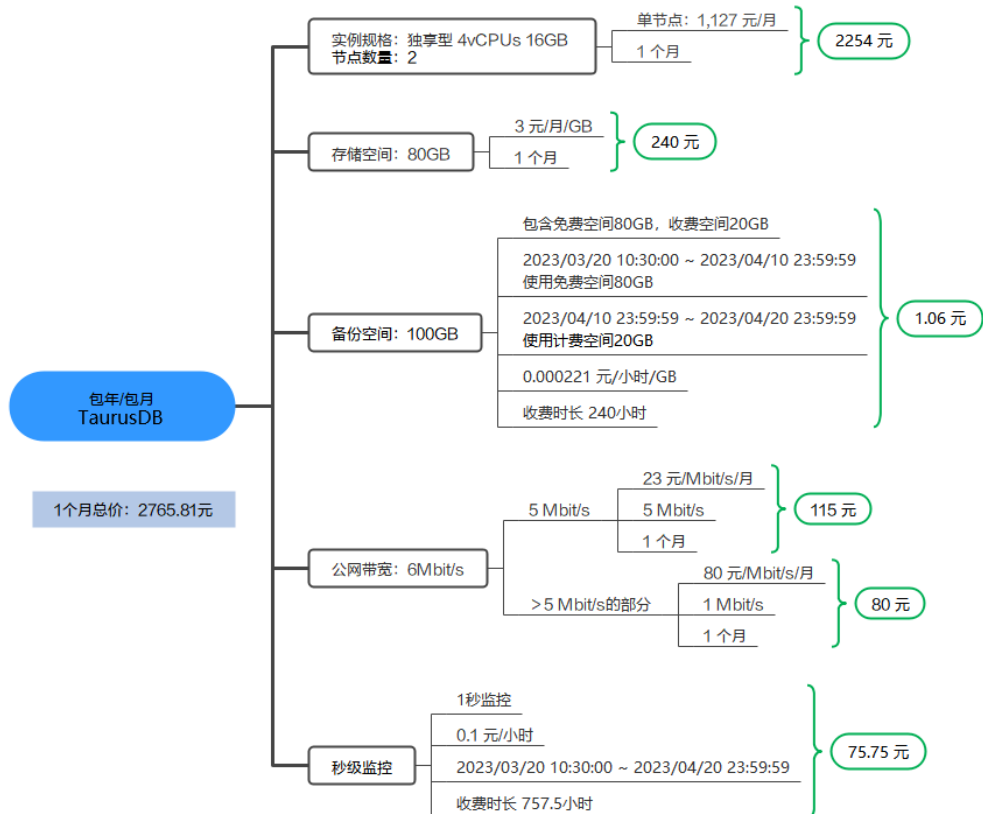 包年/包月
TaurusDB
1个月总价：2765.81元
实例规格：独享型 4vCPUs 16GB
节点数量：2
单节点：1,127 元/月
1 个月
2254 元
存储空间：80GB
3 元/月/GB
1 个月
240 元
备份空间：100GB
包含免费空间80GB，收费空间20GB
2023/03/20 10:30:00 ~ 2023/04/10 23:59:59
使用免费空间80GB
2023/04/10 23:59:59 ~ 2023/04/20 23:59:59
使用计费空间20GB
0.000221 元/小时/GB
收费时长 240小时
1.06 元
公网带宽：6Mbit/s
5 Mbit/s
23 元/Mbit/s/月
5 Mbit/s
1 个月
115 元
＞5 Mbit/s的部分
80 元/Mbit/s/月
1 Mbit/s
1 个月
80 元
秒级监控
1秒监控
0.1 元/小时
2023/03/20 10:30:00 ~ 2023/04/20 23:59:59
收费时长 757.5小时
75.75 元